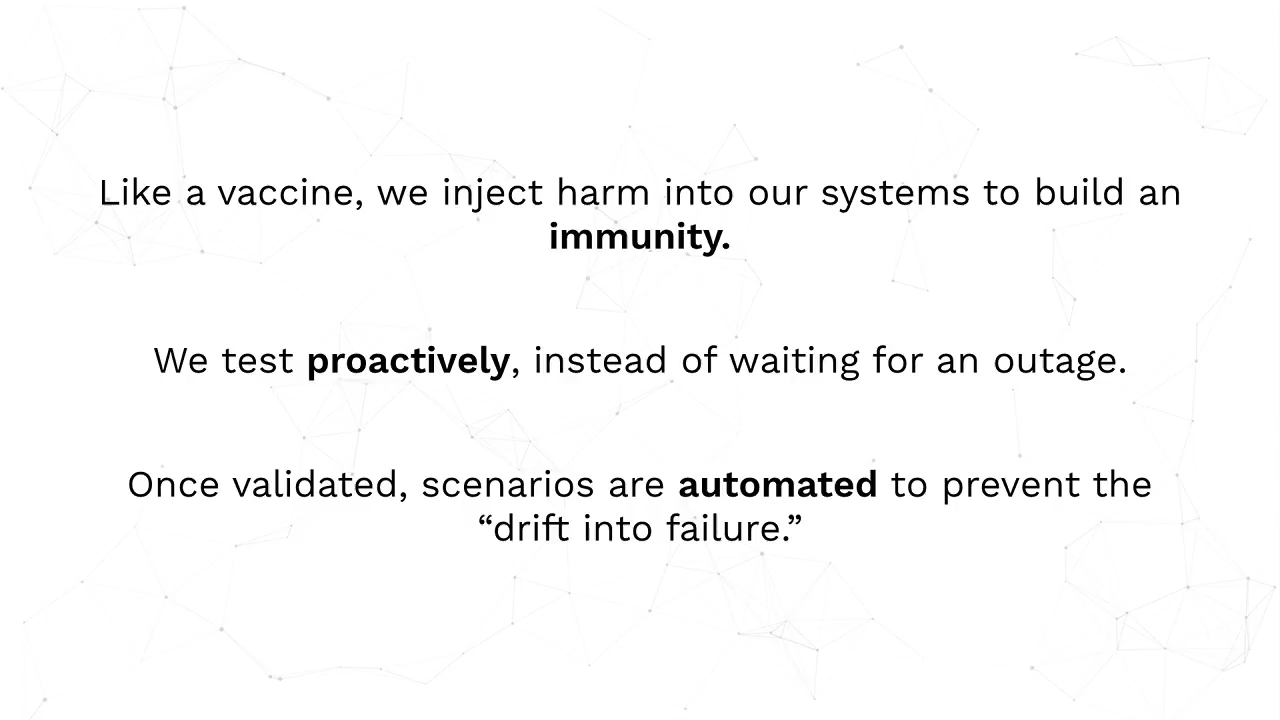 Like a vaccine, we inject harm into our systems to build an
immunity.
We test proactively, instead of waiting for an outage.
Once validated, scenarios are automated to prevent the
“drift into failure.”